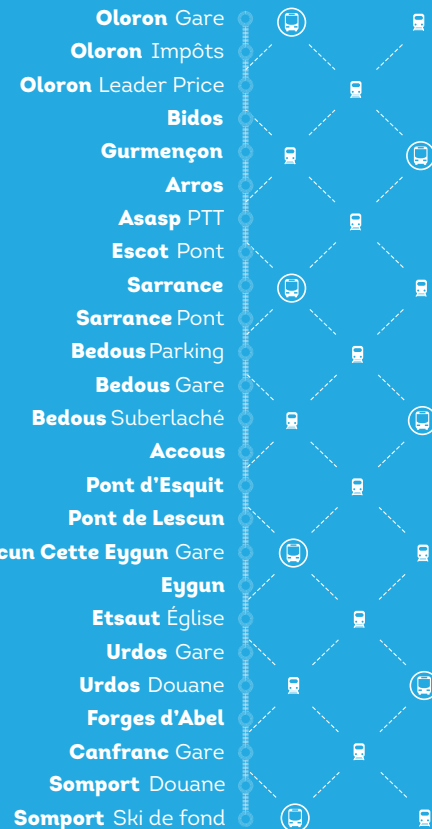 Oloron Gare
Oloron Impôts
Oloron Leader Price
Bidos
Gurmençon
Arros
Asasp PTT
Escot Pont
Sarrance
Sarrance Pont
Bedous Parking
Bedous Gare
Bedous Suberlaché
Accous
Pont d'Esquit
Pont de Lescun
cun Cette Eygun Gare
Eygun
Etsaut Église
Urdos Gare
Urdos Douane
Forges d'Abel
Canfranc Gare
Somport Douane
Somport Ski de fond